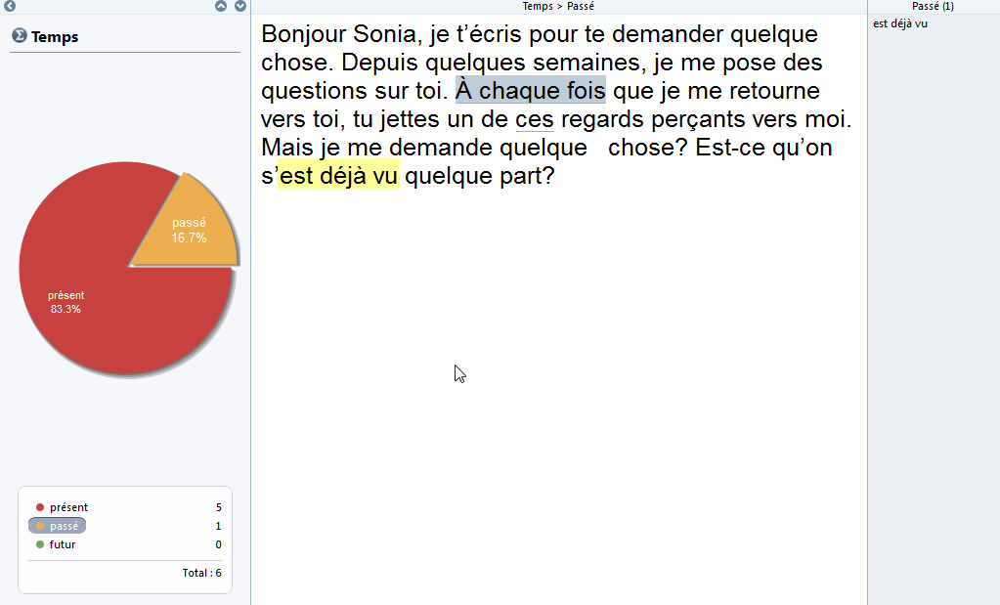 Temps
passé
16.7%
présent
83.3%
présent 5
passé 1
futur 0
Total : 6
Temps > Passé
Bonjour Sonia, je t’écris pour te demander quelque
chose. Depuis quelques semaines, je me pose des
questions sur toi. À chaque fois que je me retourne
vers toi, tu jettes un de ces regards perçants vers moi.
Mais je me demande quelque chose? Est-ce qu’on
s’est déjà vu quelque part?
Passé (1)
est déjà vu